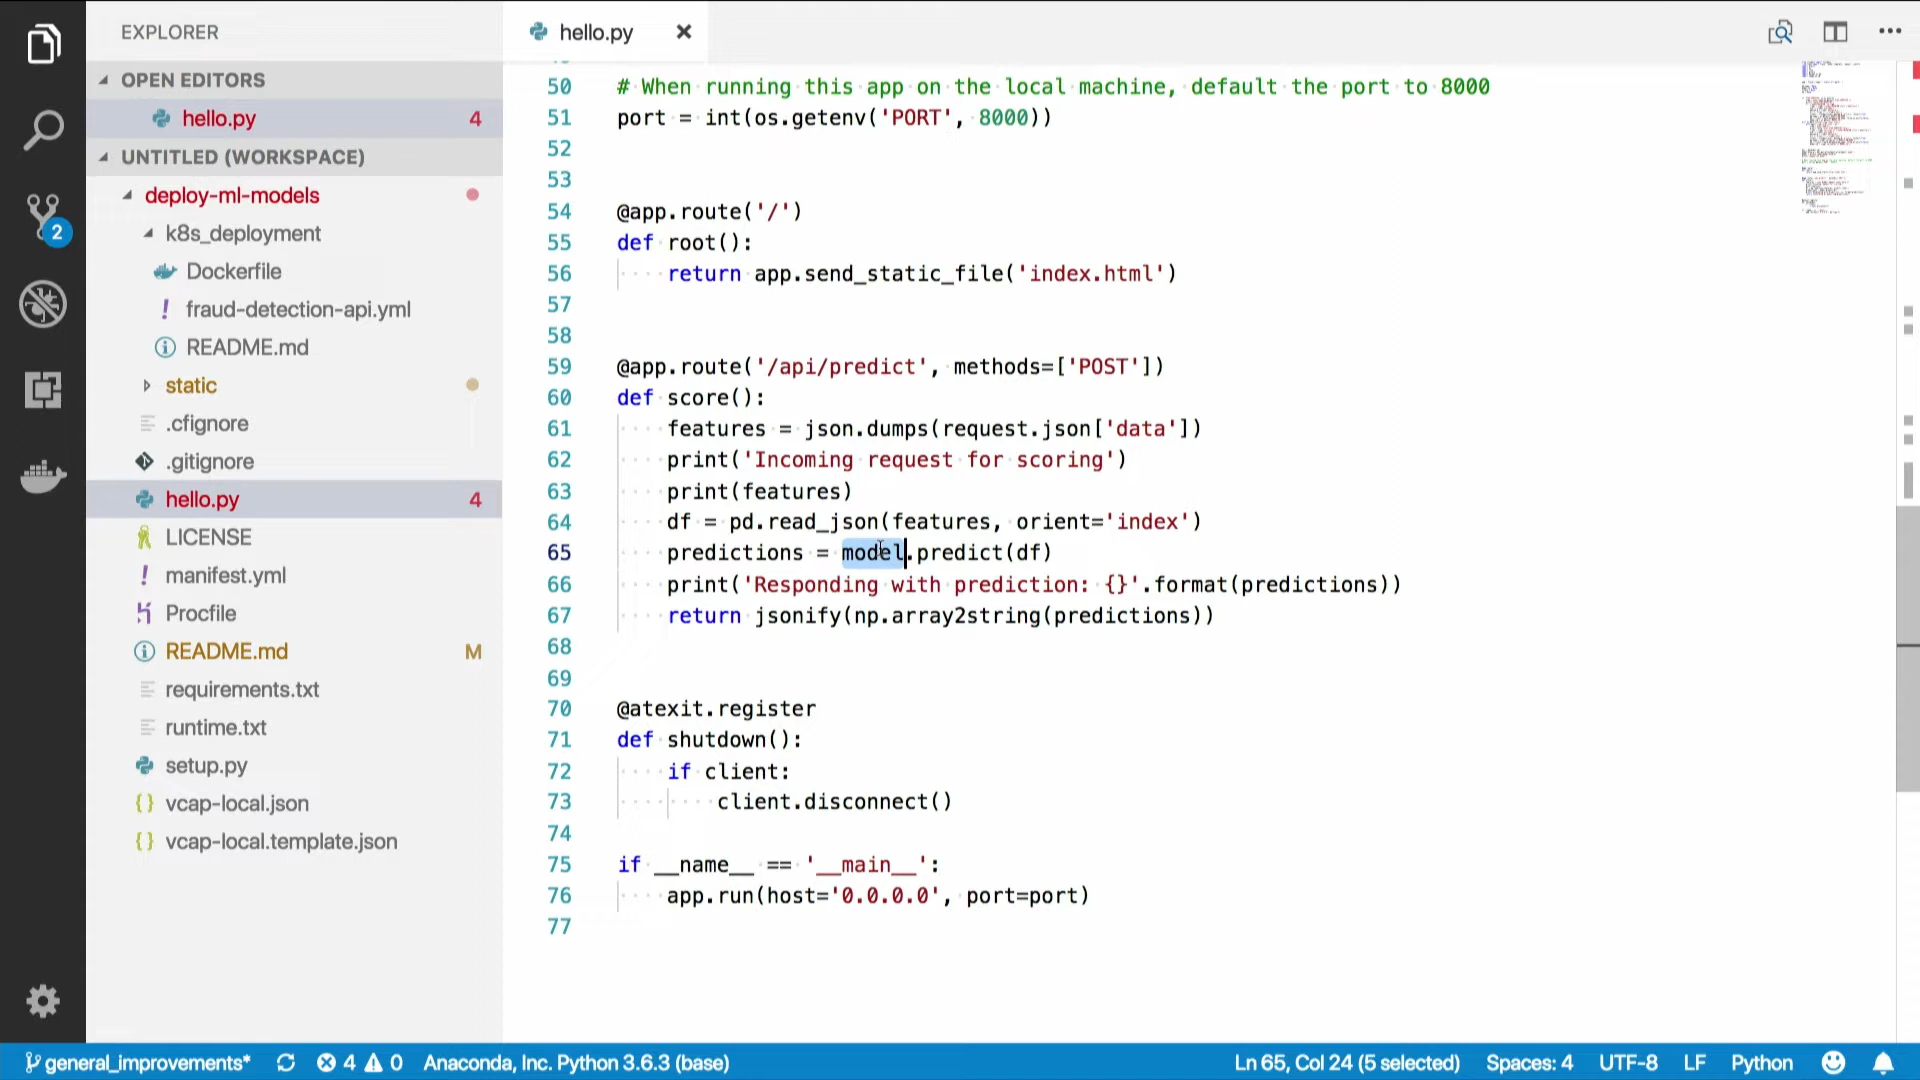 EXPLORER
OPEN EDITORS
hello.py 4
UNTITLED (WORKSPACE)
deploy-ml-models
k8s_deployment
Dockerfile
! fraud-detection-api.yml
README.md
static
.cfignore
.gitignore
hello.py 4
LICENSE
! manifest.yml
Procfile
README.md M
requirements.txt
runtime.txt
setup.py
{} vcap-local.json
{} vcap-local.template.json
2
hello.py
50 # When running this app on the local machine, default the port to 8000
51 port = int(os.getenv('PORT', 8000))
52
53
54 @app.route('/')
55 def root():
56 return app.send_static_file('index.html')
57
58
59 @app.route('/api/predict', methods=['POST'])
60 def score():
61 features = json.dumps(request.json['data'])
62 print('Incoming request for scoring')
63 print(features)
64 df = pd.read_json(features, orient='index')
65 predictions = model.predict(df)
66 print('Responding with prediction: {}'.format(predictions))
67 return jsonify(np.array2string(predictions))
68
69
70 @atexit.register
71 def shutdown():
72 if client:
73 client.disconnect()
74
75 if __name__ == '__main__':
76 app.run(host='0.0.0.0', port=port)
77
general_improvements* 4 0 Anaconda, Inc. Python 3.6.3 (base) Ln 65, Col 24 (5 selected) Spaces: 4 UTF-8 LF Python